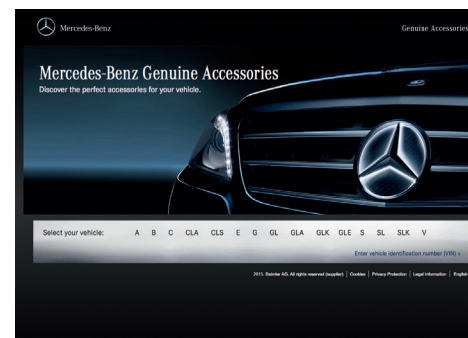 Mercedes-Benz
Genuine Accessories
Mercedes-Benz Genuine Accessories
Discover the perfect accessories for your vehicle.
Select your vehicle: A B C CLA CLS E G GL GLA GLK GLE S SL SLK V
Enter vehicle identification number (VIN) ›
2015. Daimler AG. All rights reserved (supplier) | Cookies | Privacy Protection | Legal Information | English